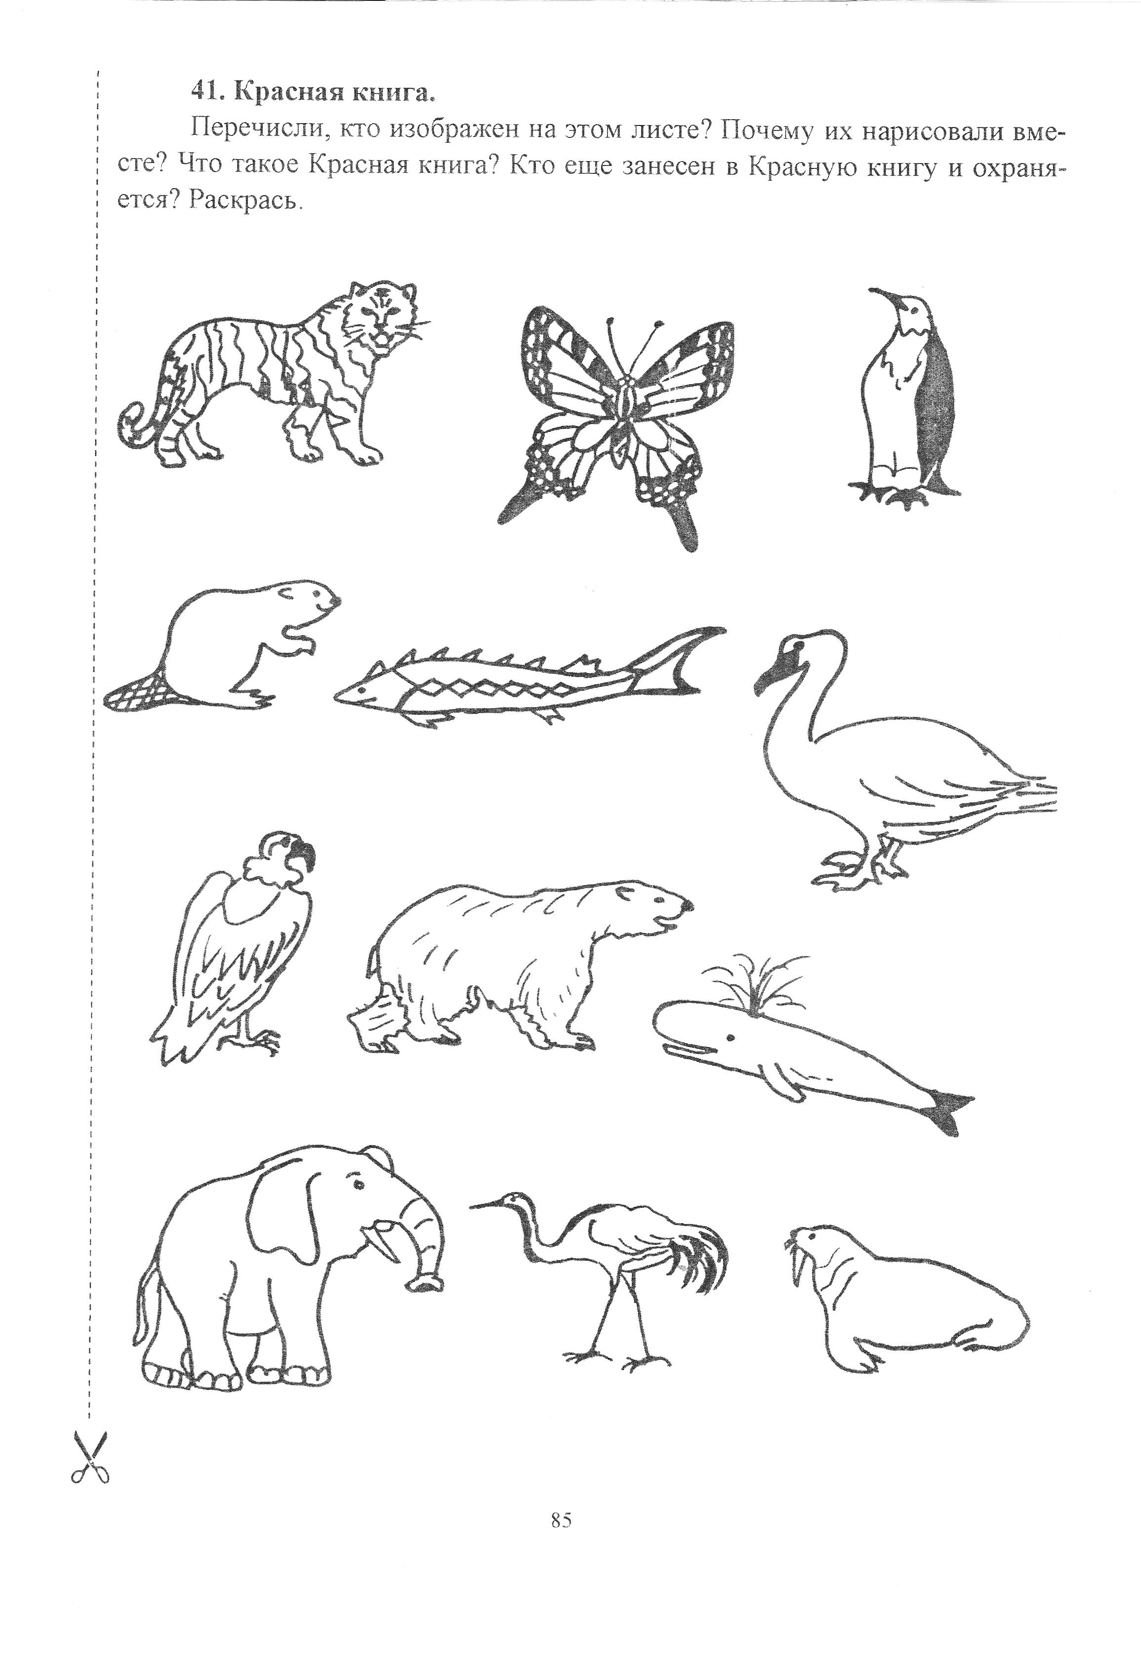 41. Красная книга.
Перечисли, кто изображен на этом листе? Почему их нарисовали вме-
сте? Что такое Красная книга? Кто еще занесен в Красную книгу и охраня-
ется? Раскрась.
85